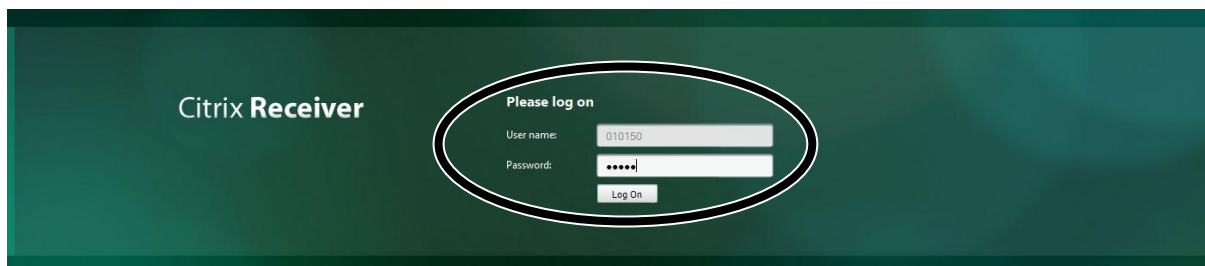 Citrix Receiver
Please log on
User name: 010150
Password: •••••
Log On